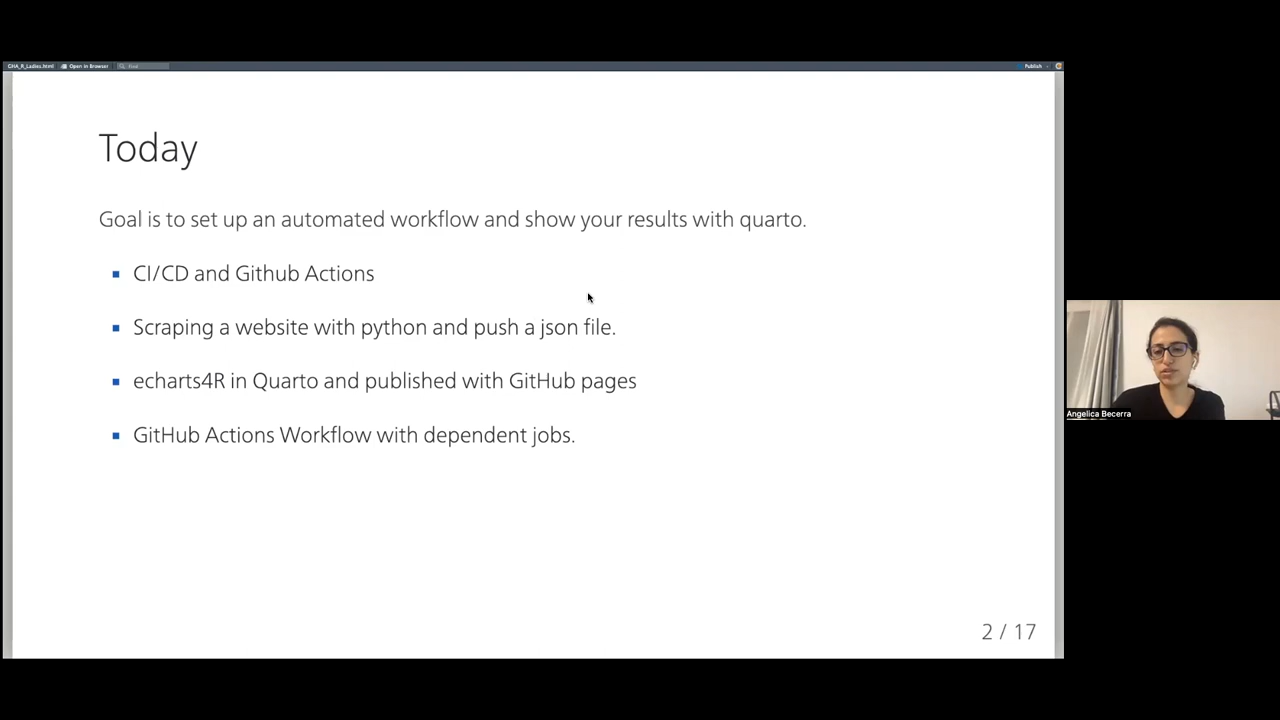 GHA_R_Ladies.html Open in Browser Find Publish
Today
Goal is to set up an automated workflow and show your results with quarto.
CI/CD and Github Actions
Scraping a website with python and push a json file.
echarts4R in Quarto and published with GitHub pages
GitHub Actions Workflow with dependent jobs.
2 / 17
Angelica Becerra